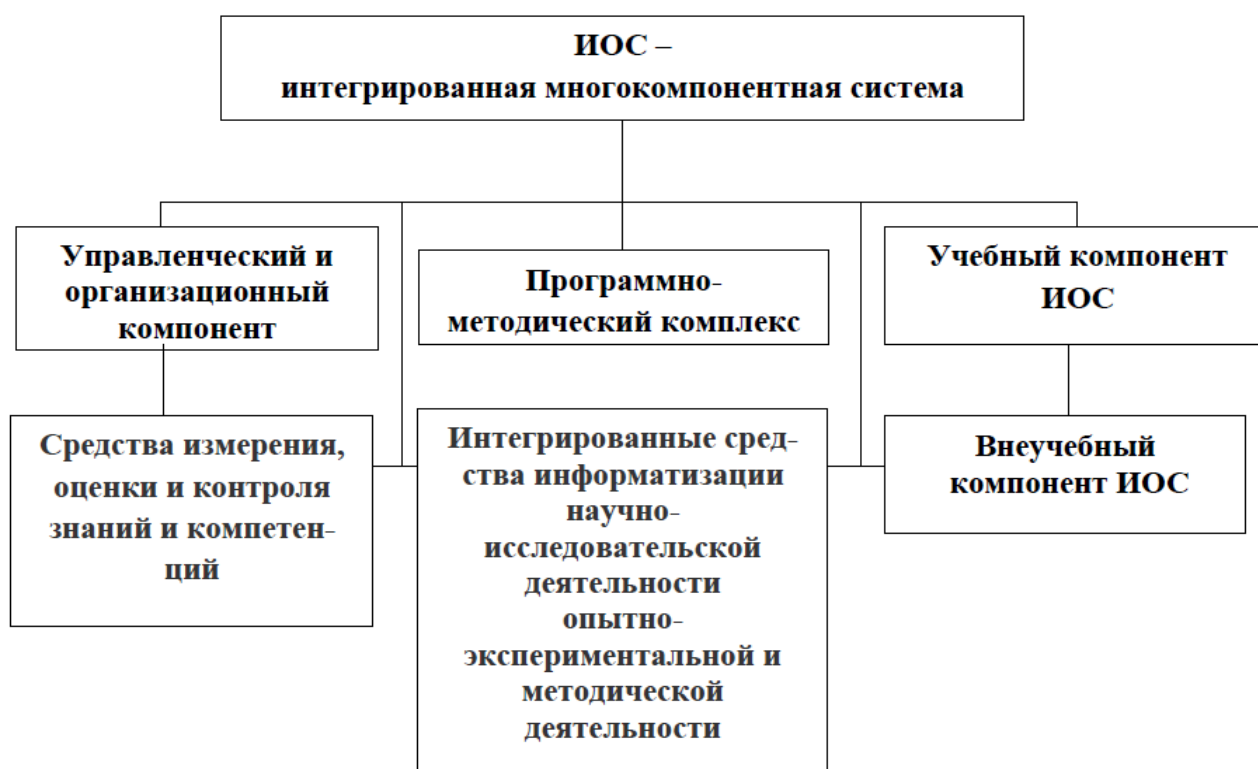 ИОС –
интегрированная многокомпонентная система
Управленческий и
организационный
компонент
Программно-
методический комплекс
Учебный компонент
ИОС
Средства измерения,
оценки и контроля
знаний и компетен-
ций
Интегрированные сред-
ства информатизации
научно-
исследовательской
деятельности
опытно-
экспериментальной и
методической
деятельности
Внеучебный
компонент ИОС